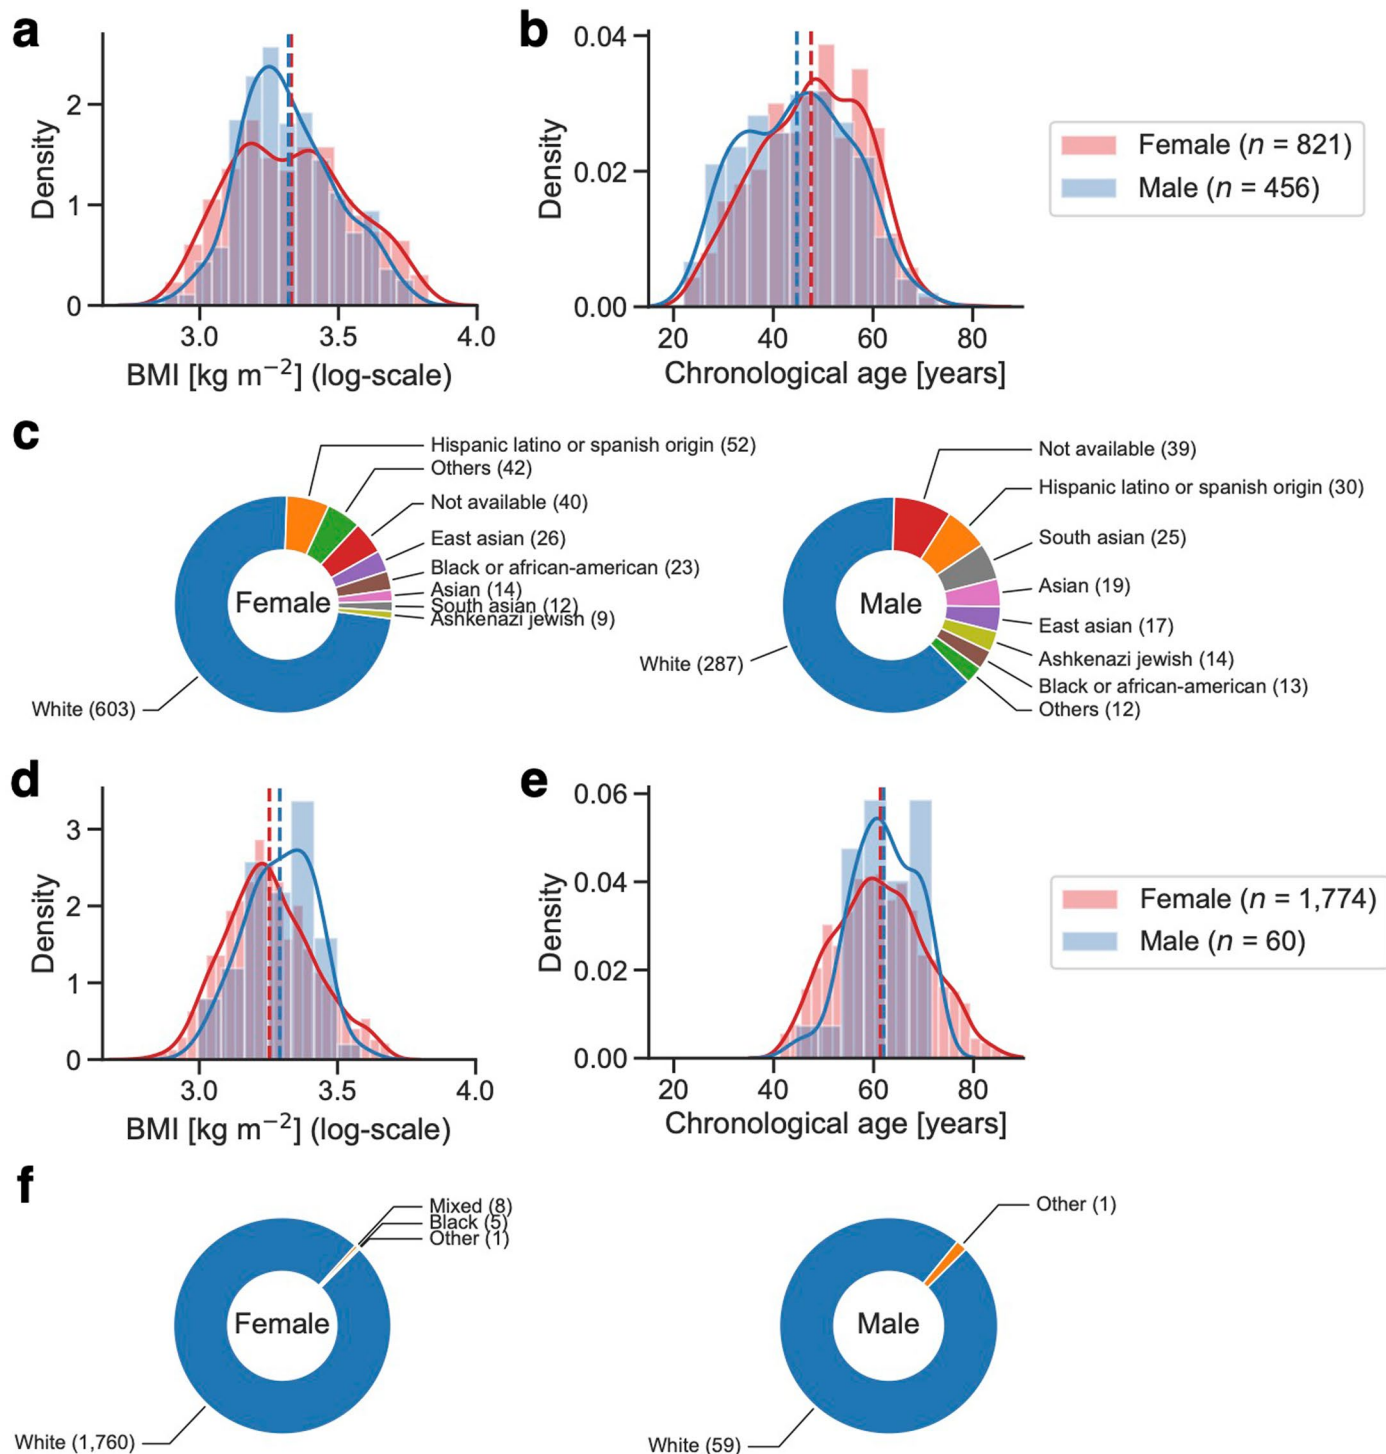 a
2
1
0
Density
3.0
3.5
4.0
BMI [kg m⁻²] (log-scale)
b
0.04
0.02
0.00
Density
20
40
60
80
Chronological age [years]
Female (n = 821)
Male (n = 456)
c
Hispanic latino or spanish origin (52)
Others (42)
Not available (40)
East asian (26)
Black or african-american (23)
Asian (14)
South asian (12)
Ashkenazi jewish (9)
Female
White (603)
Not available (39)
Hispanic latino or spanish origin (30)
South asian (25)
Asian (19)
East asian (17)
Ashkenazi jewish (14)
Black or african-american (13)
Others (12)
Male
White (287)
d
3
2
1
0
Density
3.0
3.5
4.0
BMI [kg m⁻²] (log-scale)
e
0.06
0.04
0.02
0.00
Density
20
40
60
80
Chronological age [years]
Female (n = 1,774)
Male (n = 60)
f
Mixed (8)
Black (5)
Other (1)
Female
White (1,760)
Other (1)
Male
White (59)